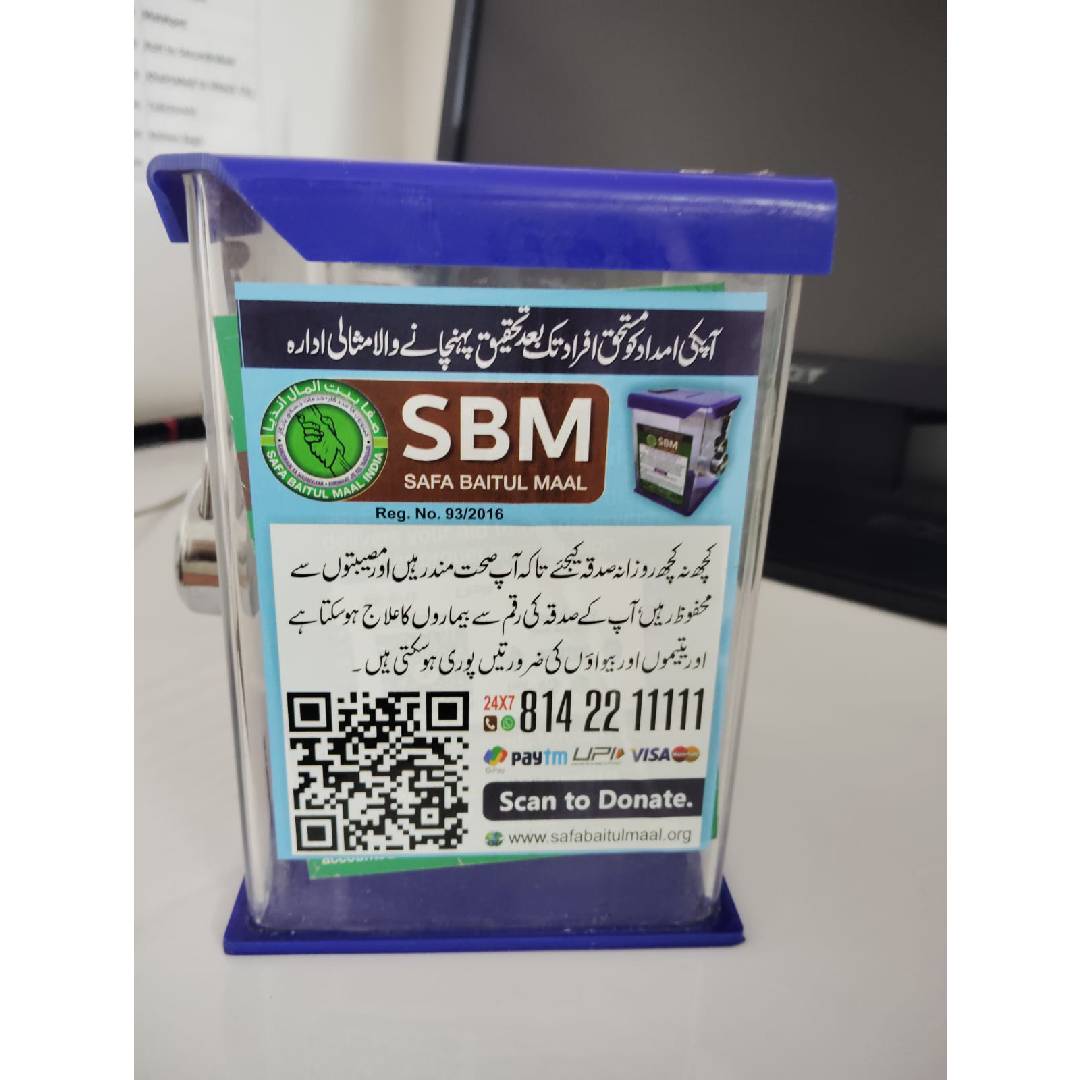 آپکی امداد کو مستحق افراد تک بعد تحقیق پہنچانے والا مثالی ادارہ
صفا بیت المال انڈیا
SAFA BAITUL MAAL INDIA
SBM
SAFA BAITUL MAAL
SBM
Reg. No. 93/2016
کچھ نہ کچھ روزانہ صدقہ کیجئے تاکہ آپ صحت مند رہیں اور مصیبتوں سے
محفوظ رہیں، آپ کے صدقہ کی رقم سے بیماروں کا علاج ہوسکتا ہے
اور یتیموں اور بیواؤں کی ضرورتیں پوری ہوسکتی ہیں۔
24X7 814 22 11111
G Pay paytm UPI VISA
Scan to Donate.
www.safabaitulmaal.org